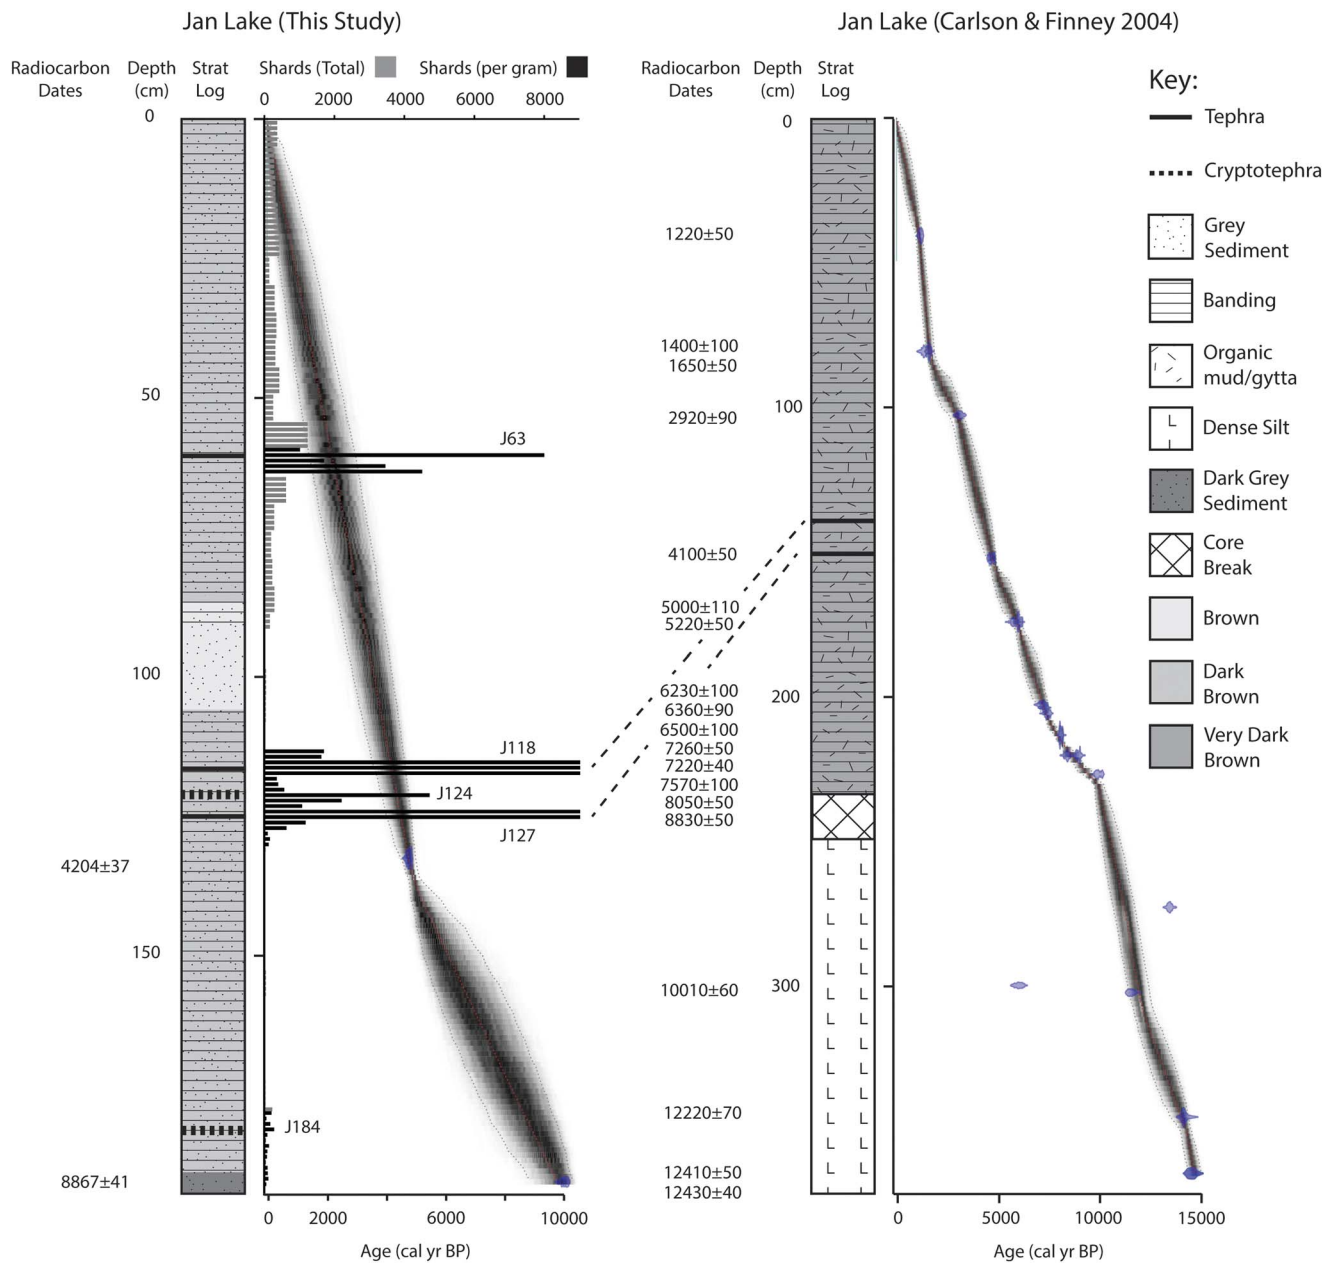 Jan Lake (This Study)
Jan Lake (Carlson & Finney 2004)
Radiocarbon Dates
Depth (cm)
Strat Log
Shards (Total)
Shards (per gram)
0 2000 4000 6000 8000
0
50
100
150
J63
J118
J124
J127
J184
4204±37
8867±41
0 2000 6000 10000
Age (cal yr BP)
Radiocarbon Dates
Depth (cm)
Strat Log
0
100
200
300
1220±50
1400±100
1650±50
2920±90
4100±50
5000±110
5220±50
6230±100
6360±90
6500±100
7260±50
7220±40
7570±100
8050±50
8830±50
10010±60
12220±70
12410±50
12430±40
0 5000 10000 15000
Age (cal yr BP)
Key:
Tephra
Cryptotephra
Grey
Sediment
Banding
Organic
mud/gytta
Dense Silt
Dark Grey
Sediment
Core
Break
Brown
Dark
Brown
Very Dark
Brown